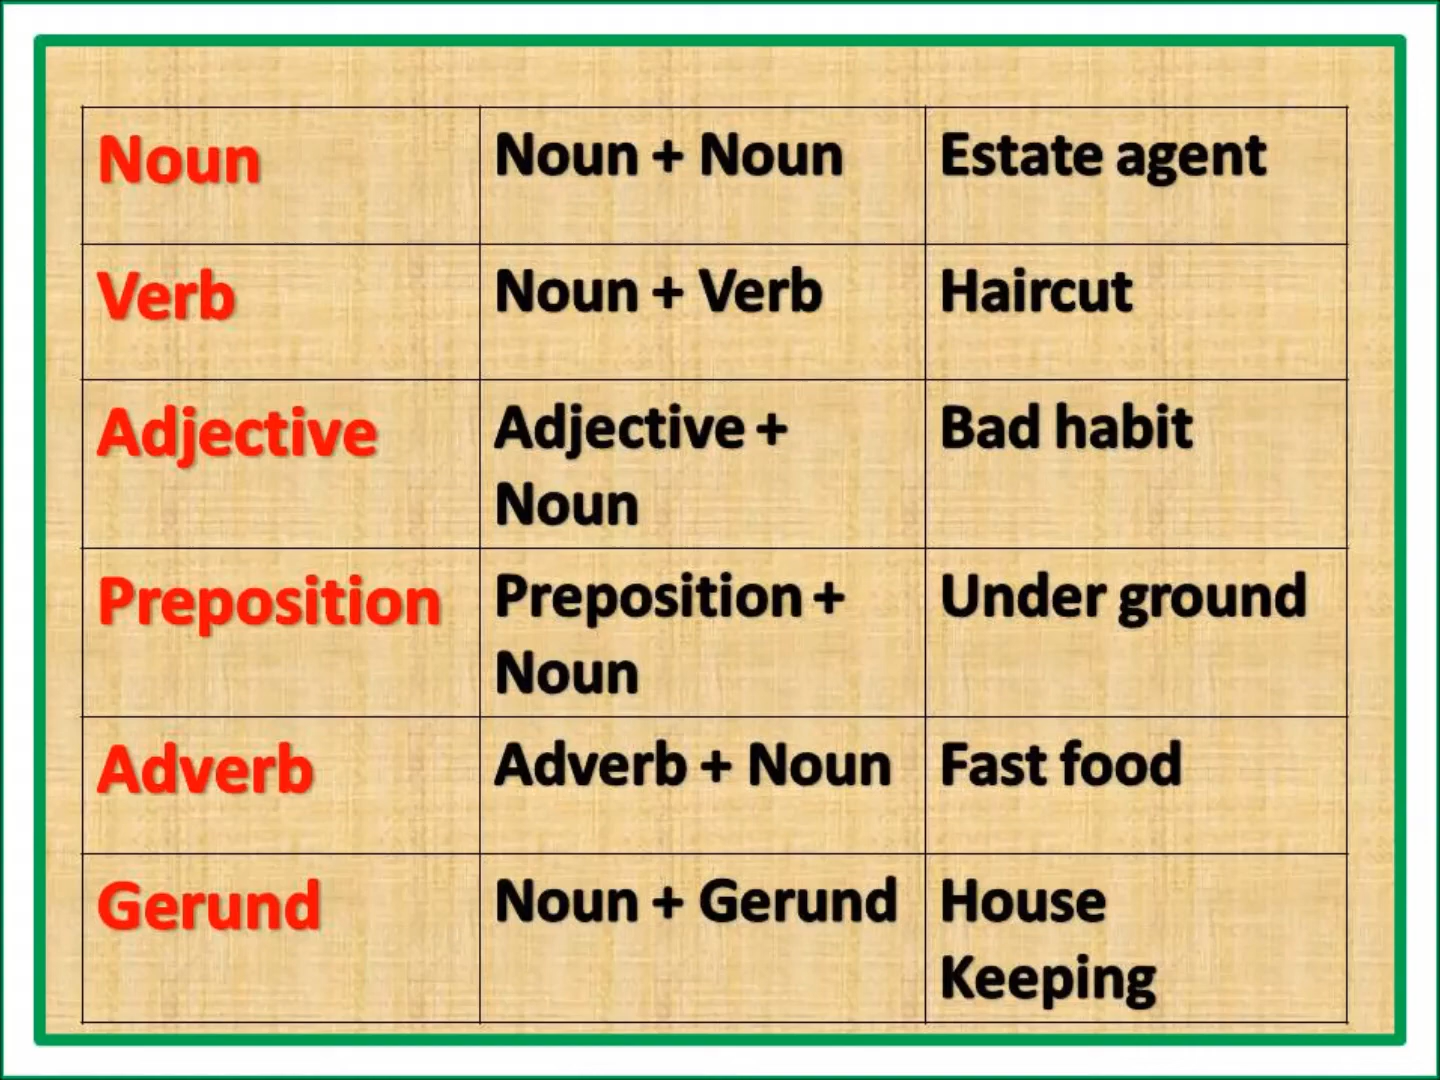 Noun Noun + Noun Estate agent
Verb Noun + Verb Haircut
Adjective Adjective + Bad habit
Noun
Preposition Preposition + Under ground
Noun
Adverb Adverb + Noun Fast food
Gerund Noun + Gerund House
Keeping